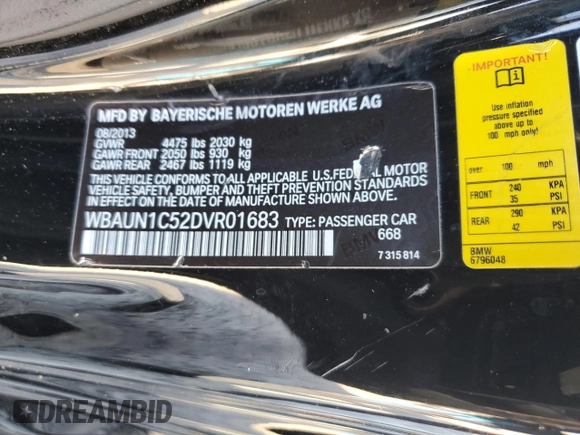 MFD BY BAYERISCHE MOTOREN WERKE AG
08/2013
GVWR 4475 lbs 2030 kg
GAWR FRONT 2050 lbs 930 kg
GAWR REAR 2467 lbs 1119 kg
THIS VEHICLE CONFORMS TO ALL APPLICABLE U.S. MOTOR
VEHICLE SAFETY, BUMPER AND THEFT PREVENTION STANDARDS IN
EFFECT ON THE DATE OF MANUFACTURE SHOWN ABOVE.
WBAUN1C52DVR01683 TYPE: PASSENGER CAR
668
7 315 814
IMPORTANT!
Use inflation
pressure specified
above up to
100 mph only!
over 100 mph
FRONT 240 KPA
35 PSI
REAR 290 KPA
42 PSI
BMW
6796048
DREAMBID